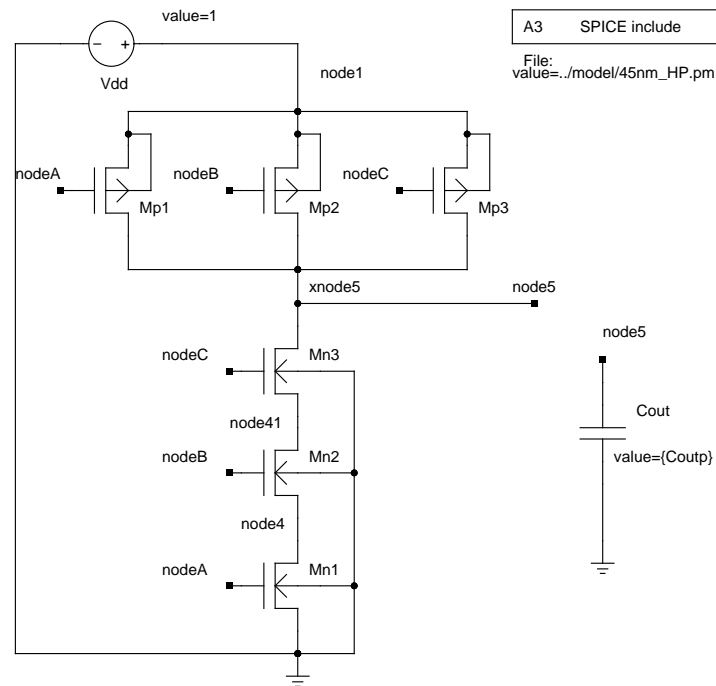 value=1
− +
Vdd
A3 SPICE include
File:
value=../model/45nm_HP.pm
node1
nodeA
nodeB
nodeC
Mp1
Mp2
Mp3
xnode5
node5
nodeC
Mn3
node41
nodeB
Mn2
node4
nodeA
Mn1
node5
Cout
value={Coutp}